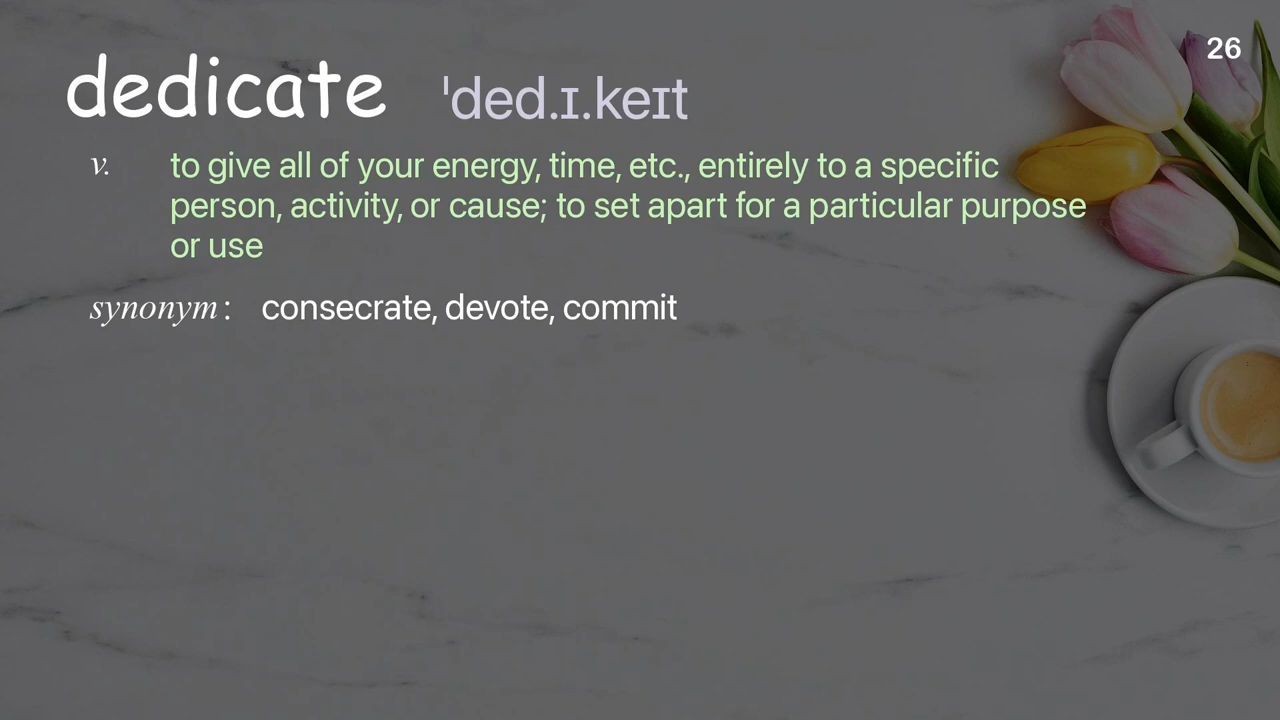 26
dedicate ˈded.ɪ.keɪt
v. to give all of your energy, time, etc., entirely to a specific
person, activity, or cause; to set apart for a particular purpose
or use
synonym: consecrate, devote, commit